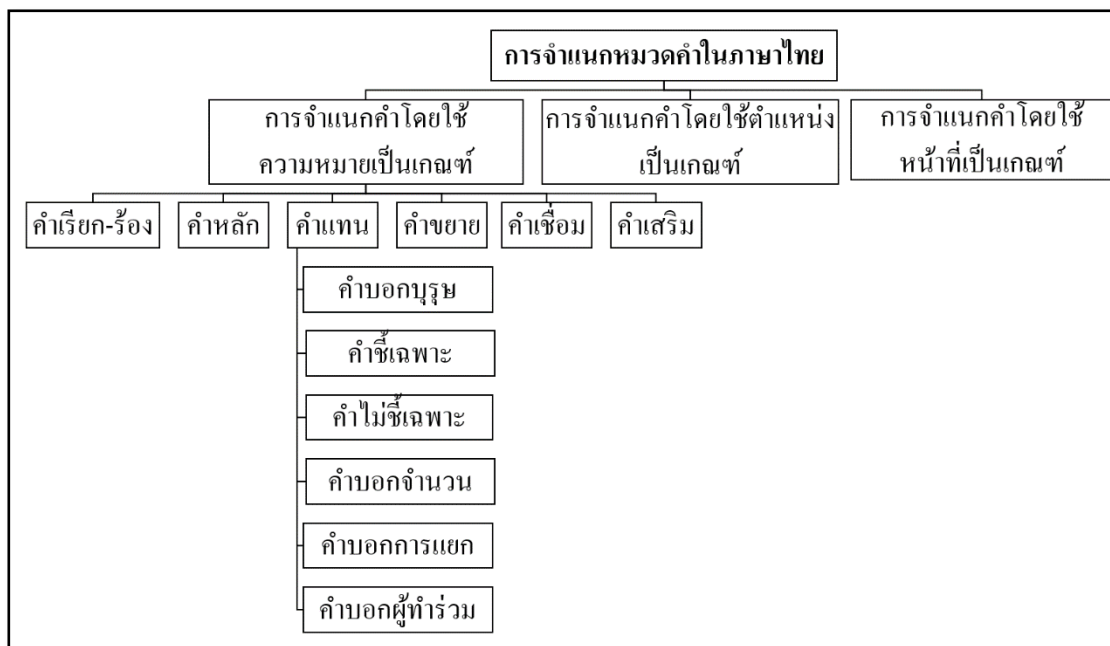 การจำแนกหมวดคำในภาษาไทย
การจำแนกคำโดยใช้
ความหมายเป็นเกณฑ์
การจำแนกคำโดยใช้ตำแหน่ง
เป็นเกณฑ์
การจำแนกคำโดยใช้
หน้าที่เป็นเกณฑ์
คำเรียก-ร้อง
คำหลัก
คำแทน
คำขยาย
คำเชื่อม
คำเสริม
คำบอกบุรุษ
คำชี้เฉพาะ
คำไม่ชี้เฉพาะ
คำบอกจำนวน
คำบอกการแยก
คำบอกผู้ทำร่วม